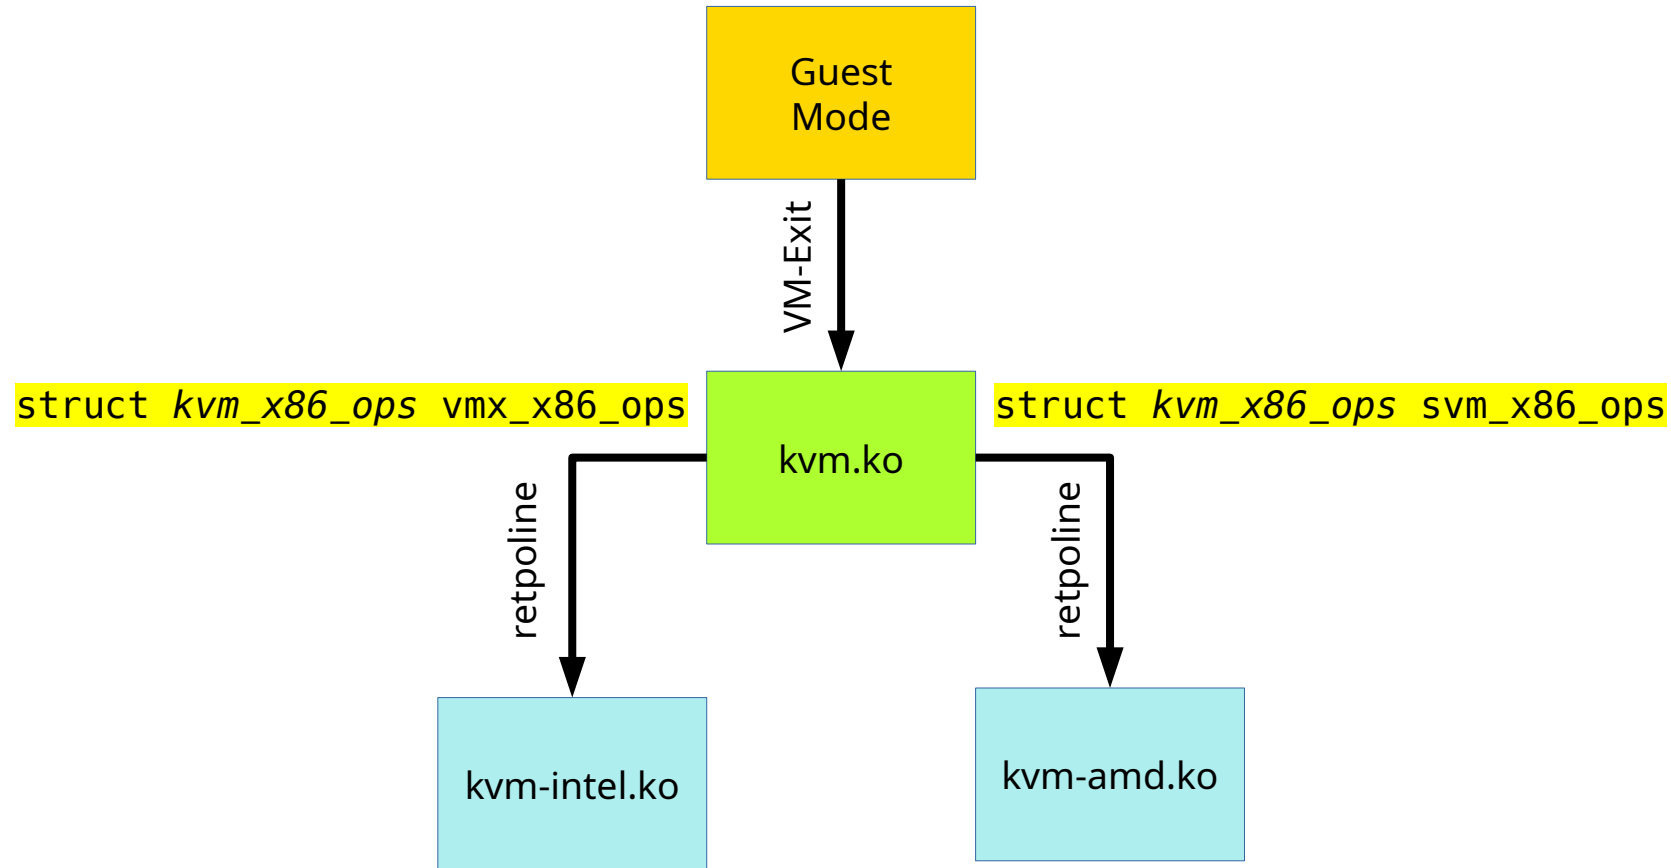 Guest
Mode
VM-Exit
struct kvm_x86_ops vmx_x86_ops
struct kvm_x86_ops svm_x86_ops
kvm.ko
retpoline
retpoline
kvm-intel.ko
kvm-amd.ko